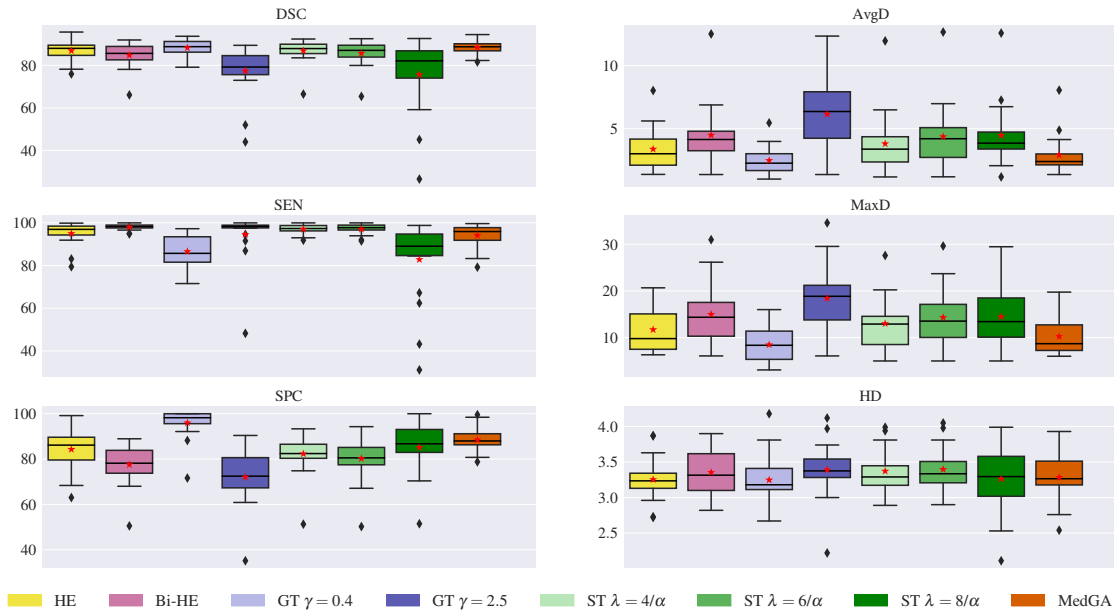 DSC
80
60
40
AvgD
10
5
SEN
100
80
60
40
MaxD
30
20
10
SPC
100
80
60
40
HD
4.0
3.5
3.0
2.5
HE Bi-HE GT γ = 0.4 GT γ = 2.5 ST λ = 4/α ST λ = 6/α ST λ = 8/α MedGA